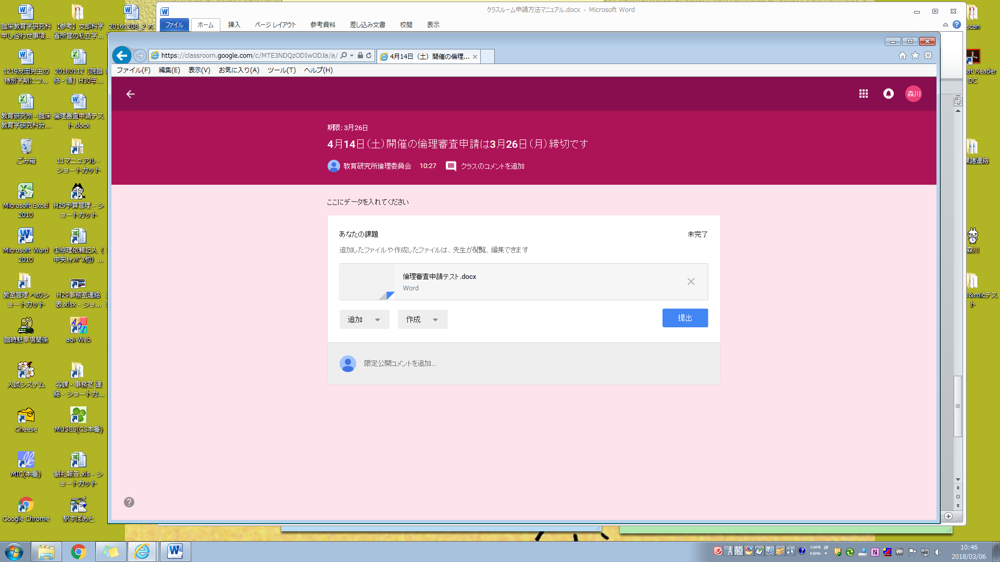 臨床教育学研究科
申し合わせ事項...
【参考】文部科学
省所管の私立学...
20161208_2 大
1219友田先生の
特別学期につ...
20180112［院臨
修・博］H30年...
教育研究所・臨床
教育学研究科分...
倫理審査申請テス
ト.docx
ごみ箱
11マニュアル -
ショートカット
Microsoft Excel
2010
H29予算管理 - シ
ョートカット
Microsoft Word
2010
①修理依頼記入（
中央ｷｬﾝﾊﾟｽ他）...
教室管理 へのシ
ョートカット
H29事務室連絡
表.xlsx - ショ...
臨時駐車場関係
aoi-Web
入試システム
各課・事務室 連
絡 - ショートカ...
Cheese
MUSES(CS本番)
MIC(本番)
朝礼報告.xls - シ
ョートカット
Google Chrome
駅すぱあと
クラスルーム申請方法マニュアル.docx - Microsoft Word
ファイル ホーム 挿入 ページ レイアウト 参考資料 差し込み文書 校閲 表示
https://classroom.google.com/c/MTE3NDQzODIwODJa/a/
4月14日（土）開催の倫理...
ファイル(F) 編集(E) 表示(V) お気に入り(A) ツール(T) ヘルプ(H)
森川
期限: 3月26日
4月14日（土）開催の倫理審査申請は3月26日（月）締切です
教育研究所倫理委員会 10:27 クラスのコメントを追加
ここにデータを入れてください
あなたの課題 未完了
追加したファイルや作成したファイルは、先生が閲覧、編集できます
倫理審査申請テスト.docx
Word
追加 作成 提出
限定公開コメントを追加...
scan
at Reader
DC
課諸連絡
森川
s&micテス
ト
A 般
CAPS
KANA
10:46
2018/03/06